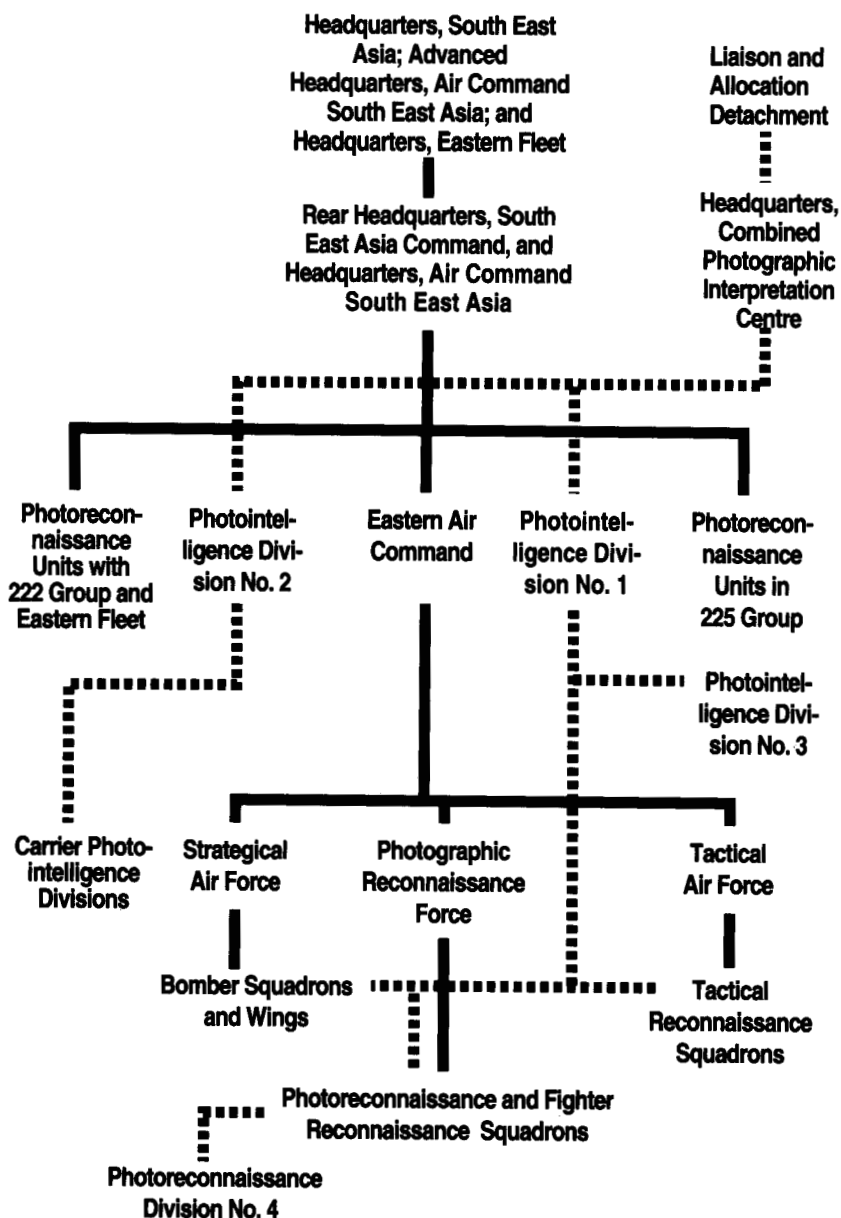 Headquarters, South East
Asia; Advanced
Headquarters, Air Command
South East Asia; and
Headquarters, Eastern Fleet
Liaison and
Allocation
Detachment
Rear Headquarters, South
East Asia Command, and
Headquarters, Air Command
South East Asia
Headquarters,
Combined
Photographic
Interpretation
Centre
Photorecon-
naissance
Units with
222 Group and
Eastern Fleet
Photointel-
ligence Divi-
sion No. 2
Eastern Air
Command
Photointel-
ligence Divi-
sion No. 1
Photorecon-
naissance
Units in
225 Group
Photointel-
ligence Divi-
sion No. 3
Carrier Photo-
intelligence
Divisions
Strategical
Air Force
Photographic
Reconnaissance
Force
Tactical
Air Force
Bomber Squadrons
and Wings
Tactical
Reconnaissance
Squadrons
Photoreconnaissance and Fighter
Reconnaissance Squadrons
Photoreconnaissance
Division No. 4